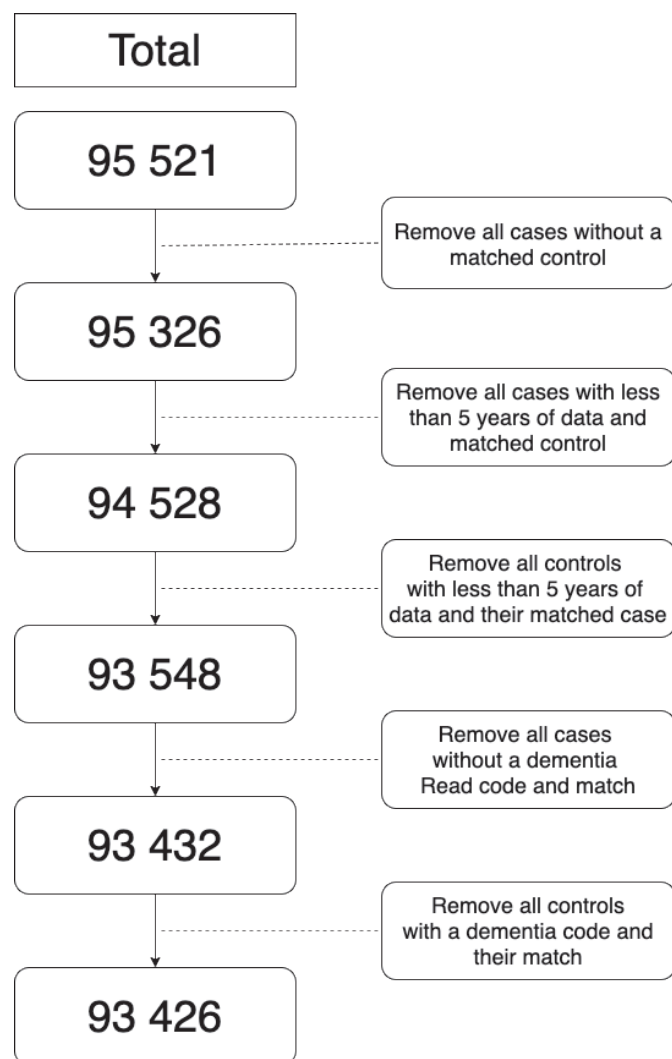 Total
95 521
Remove all cases without a
matched control
95 326
Remove all cases with less
than 5 years of data and
matched control
94 528
Remove all controls
with less than 5 years of
data and their matched case
93 548
Remove all cases
without a dementia
Read code and match
93 432
Remove all controls
with a dementia code and
their match
93 426